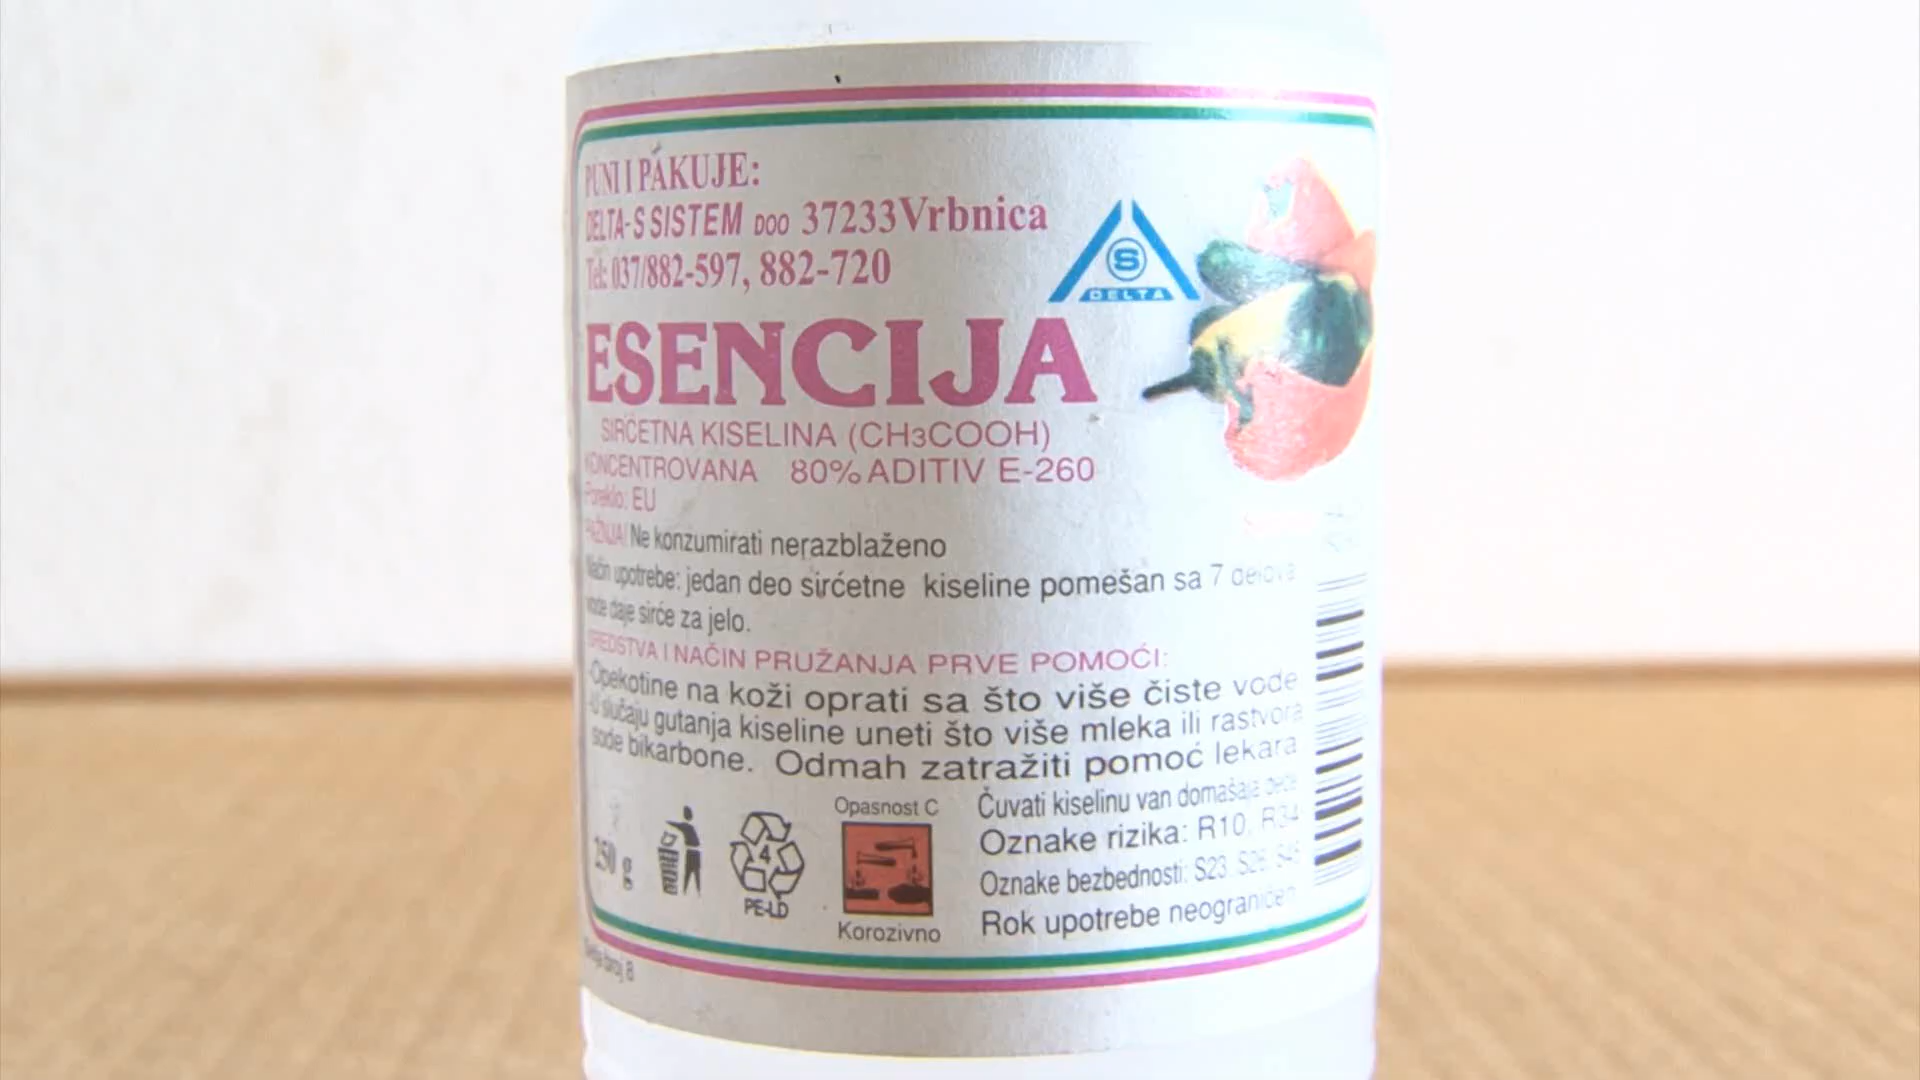 PUNI I PAKUJE:
DELTA-S SISTEM DOO 37233 Vrbnica
Tel: 037/882-597, 882-720
S
DELTA
ESENCIJA
SIRĆETNA KISELINA (CH3COOH)
KONCENTROVANA 80% ADITIV E-260
Poreklo: EU
PAŽNJA! Ne konzumirati nerazblaženo
Način upotrebe: jedan deo sirćetne kiseline pomešan sa 7 delova
vode daje sirće za jelo.
SREDSTVA I NAČIN PRUŽANJA PRVE POMOĆI:
-Opekotine na koži oprati sa što više čiste vode
-U slučaju gutanja kiseline uneti što više mleka ili rastvora
sode bikarbone. Odmah zatražiti pomoć lekara
250 g
4
PE-LD
Opasnost C
Korozivno
Čuvati kiselinu van domašaja dece
Oznake rizika: R10, R34
Oznake bezbednosti: S23, S26, S45
Rok upotrebe neograničen
broj 8